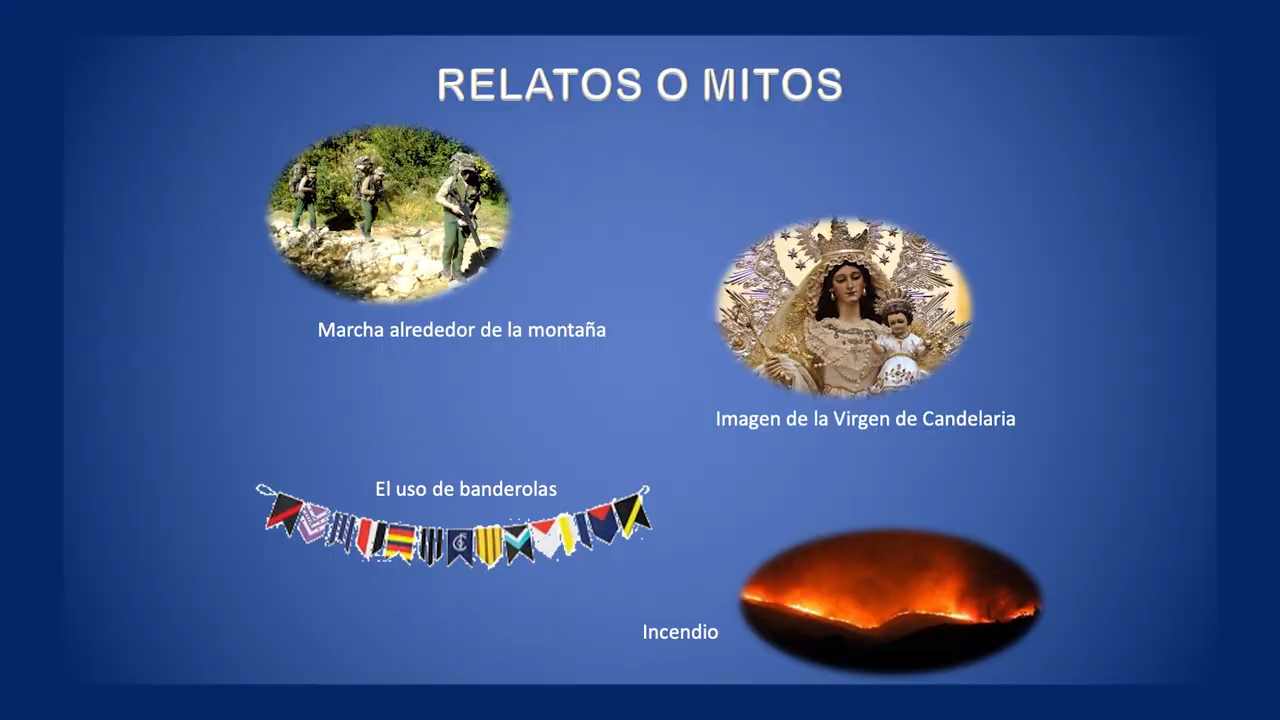 RELATOS O MITOS
Marcha alrededor de la montaña
Imagen de la Virgen de Candelaria
El uso de banderolas
Incendio